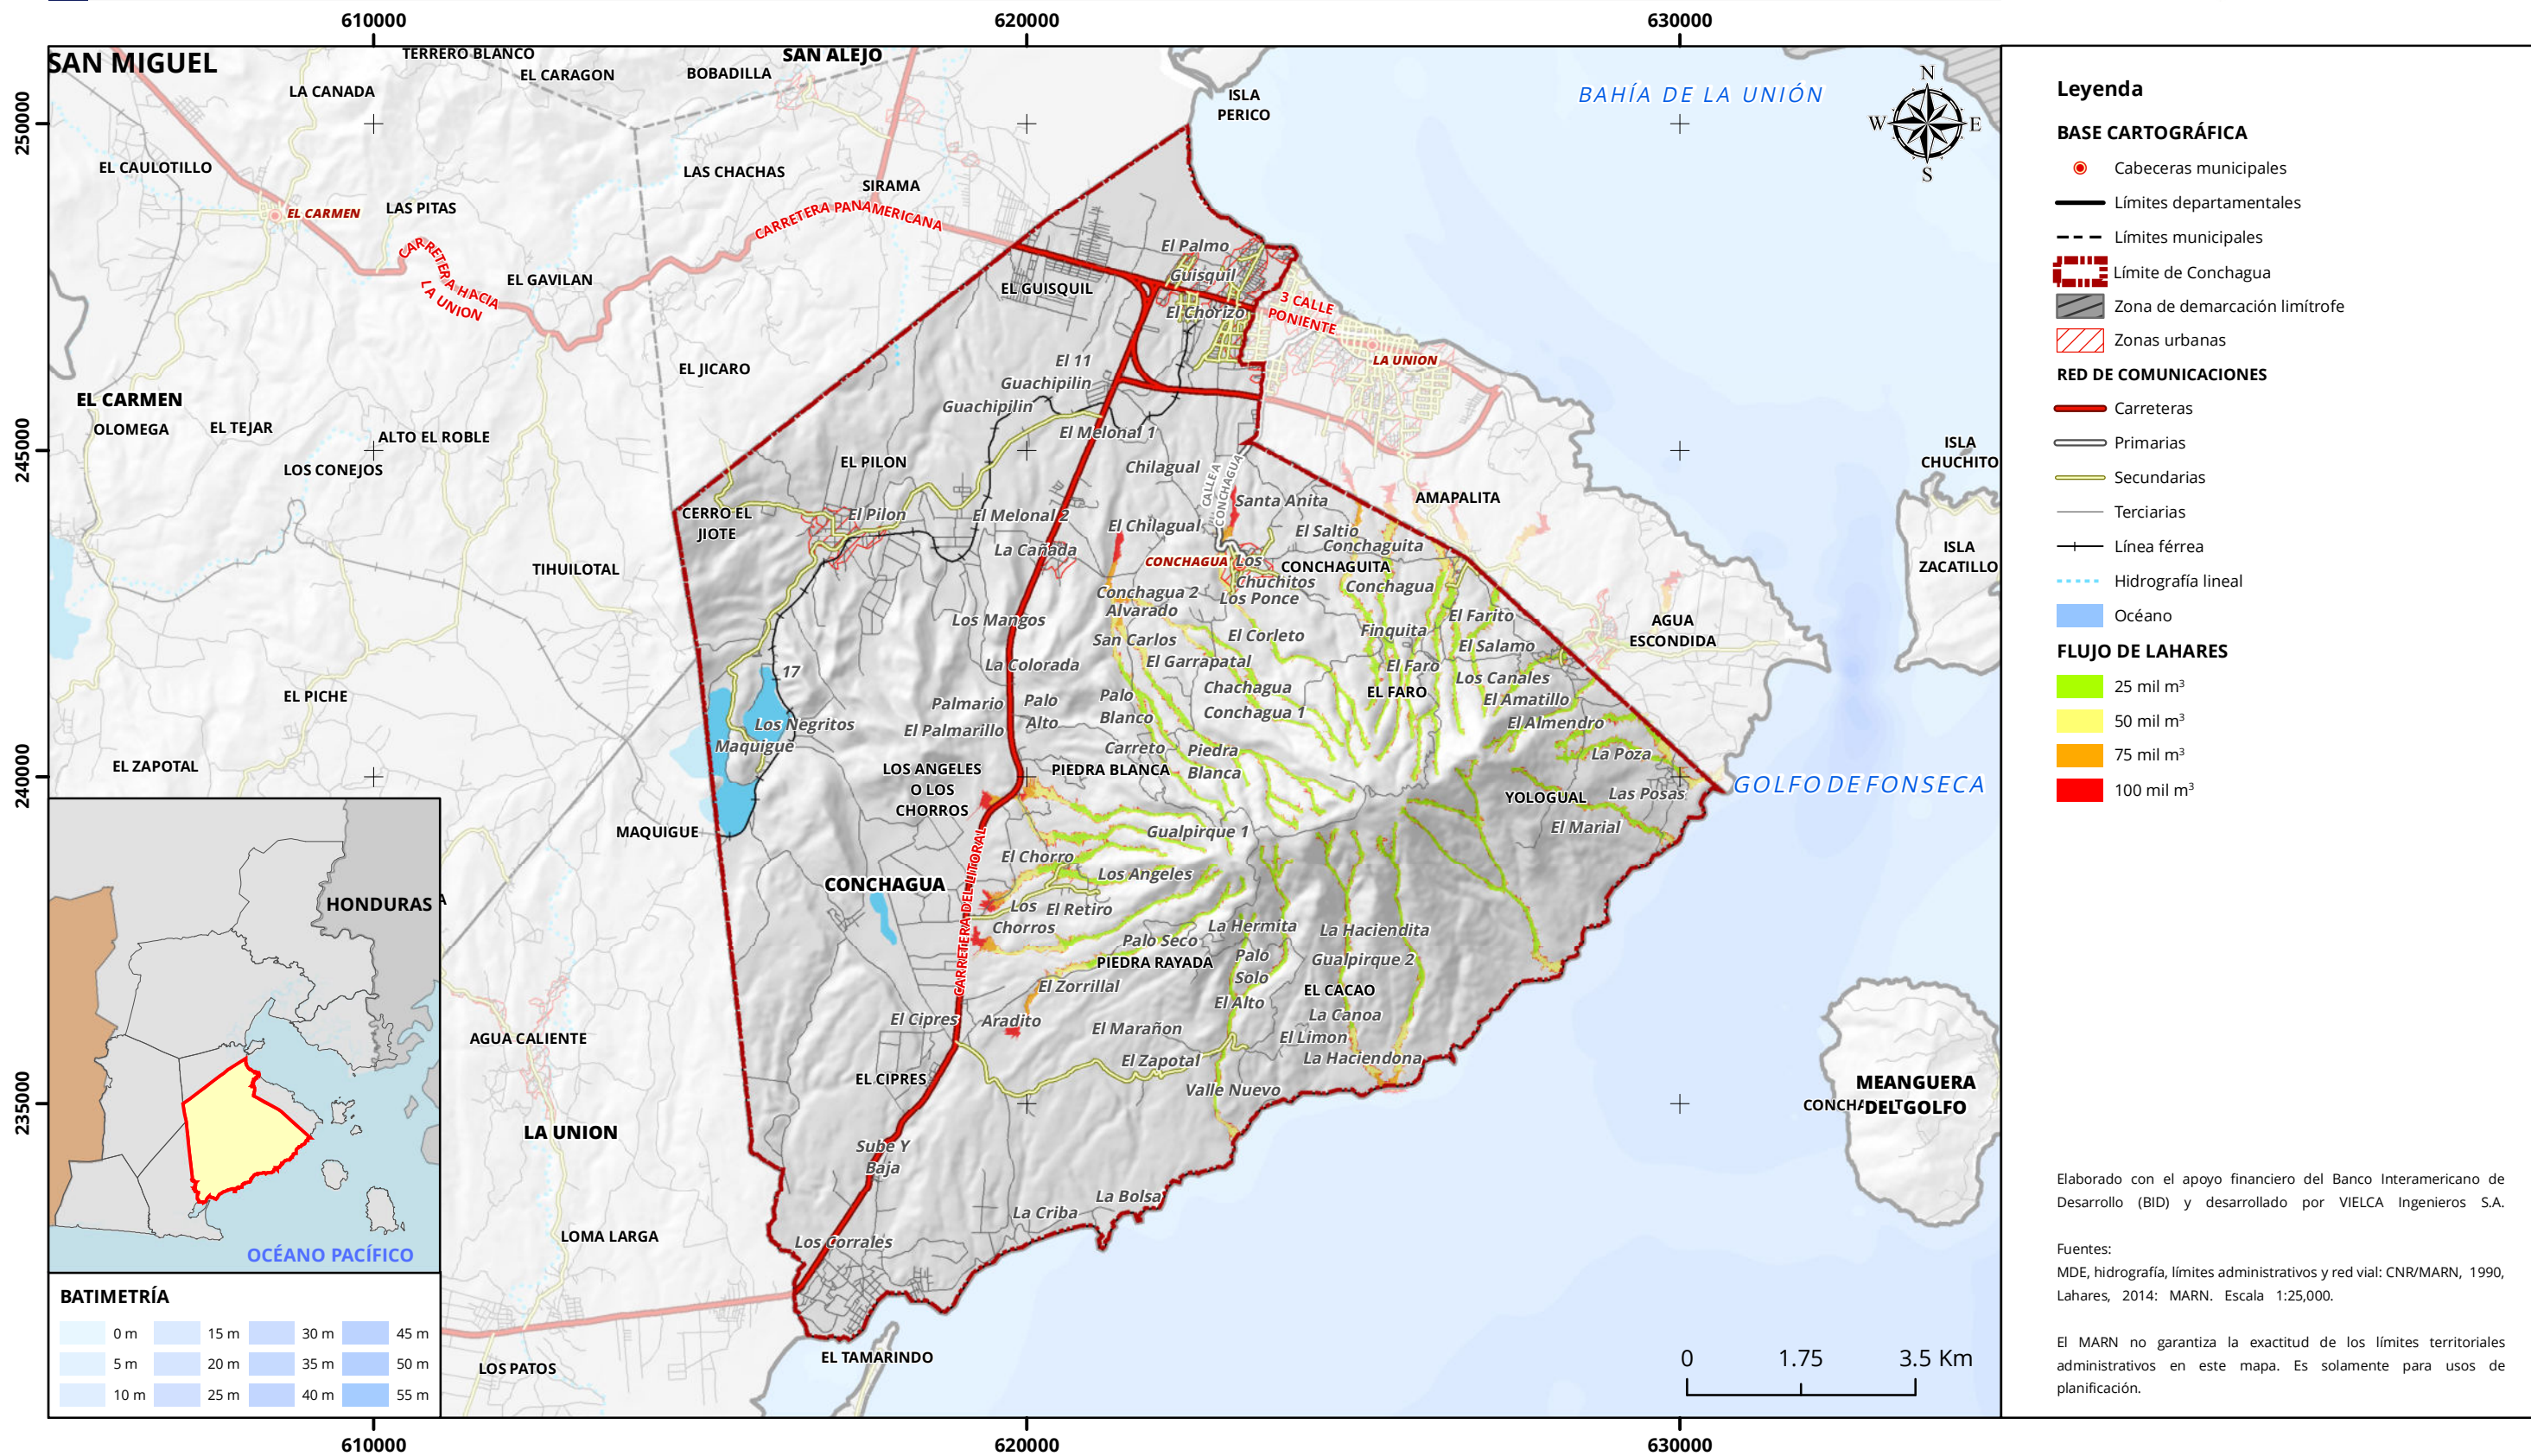 610000
620000
630000
250000
245000
240000
235000
SAN MIGUEL
TERRERO BLANCO
EL CARAGON
BOBADILLA
SAN ALEJO
LA CANADA
ISLA
PERICO
BAHÍA DE LA UNIÓN
N
W
E
S
EL CAULOTILLO
LAS CHACHAS
SIRAMA
EL CARMEN
LAS PITAS
CARRETERA PANAMERICANA
CARRETERA HACIA
LA UNION
EL GAVILAN
El Palmo
Guisquil
EL GUISQUIL
El Chorizo
3 CALLE
PONIENTE
LA UNION
EL JICARO
El 11
Guachipilin
Guachipilin
EL CARMEN
OLOMEGA
EL TEJAR
ALTO EL ROBLE
LOS CONEJOS
El Melonal 1
EL PILON
Chilagual
CALLE A
CONCHAGUA
ISLA
CHUCHITO
CERRO EL
JIOTE
El Pilon
El Melonal 2
El Chilagual
Santa Anita
AMAPALITA
El Saltio
Conchaguita
La Cañada
CONCHAGUA
Los
Chuchitos
CONCHAGUITA
ISLA
ZACATILLO
TIHUILOTAL
Conchagua 2
Los Ponce
Conchagua
Alvarado
Los Mangos
San Carlos
El Corleto
Finquita
El Farito
AGUA
ESCONDIDA
El Salamo
La Colorada
El Garrapatal
El Faro
17
EL PICHE
Palmario
Palo
Alto
Palo
Blanco
Chachagua
EL FARO
Los Canales
El Amatillo
Los Negritos
El Palmarillo
Conchagua 1
El Almendro
Maquigue
Carreto
Piedra
Blanca
La Poza
EL ZAPOTAL
LOS ANGELES
O LOS
CHORROS
PIEDRA BLANCA
YOLOGUAL
Las Posas
GOLFO DE FONSECA
MAQUIGUE
Gualpirque 1
El Marial
El Chorro
CONCHAGUA
Los Angeles
CARRETERA DEL LITORAL
Los
Chorros
El Retiro
La Hermita
La Haciendita
Palo Seco
PIEDRA RAYADA
Palo
Solo
Gualpirque 2
El Zorrillal
El Alto
EL CACAO
El Cipres
Aradito
El Marañon
La Canoa
El Limon
AGUA CALIENTE
El Zapotal
La Haciendona
EL CIPRES
Valle Nuevo
MEANGUERA
DEL GOLFO
LA UNION
Sube Y
Baja
La Bolsa
La Criba
LOMA LARGA
Los Corrales
EL TAMARINDO
LOS PATOS
0
1.75
3.5 Km
HONDURAS
OCÉANO PACÍFICO
BATIMETRÍA
0 m
15 m
30 m
45 m
5 m
20 m
35 m
50 m
10 m
25 m
40 m
55 m
610000
620000
630000
Leyenda
BASE CARTOGRÁFICA
Cabeceras municipales
Límites departamentales
Límites municipales
Límite de Conchagua
Zona de demarcación limítrofe
Zonas urbanas
RED DE COMUNICACIONES
Carreteras
Primarias
Secundarias
Terciarias
Línea férrea
Hidrografía lineal
Océano
FLUJO DE LAHARES
25 mil m³
50 mil m³
75 mil m³
100 mil m³
Elaborado con el apoyo financiero del Banco Interamericano de
Desarrollo (BID) y desarrollado por VIELCA Ingenieros S.A.
Fuentes:
MDE, hidrografía, límites administrativos y red vial: CNR/MARN, 1990,
Lahares, 2014: MARN. Escala 1:25,000.
El MARN no garantiza la exactitud de los límites territoriales
administrativos en este mapa. Es solamente para usos de
planificación.